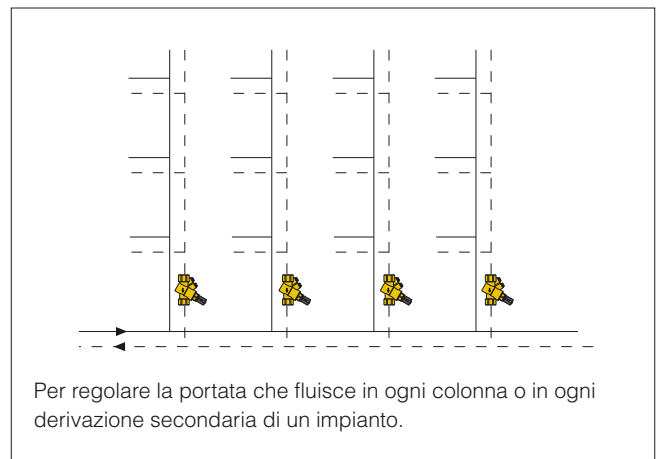 Per regolare la portata che fluisce in ogni colonna o in ogni
derivazione secondaria di un impianto.